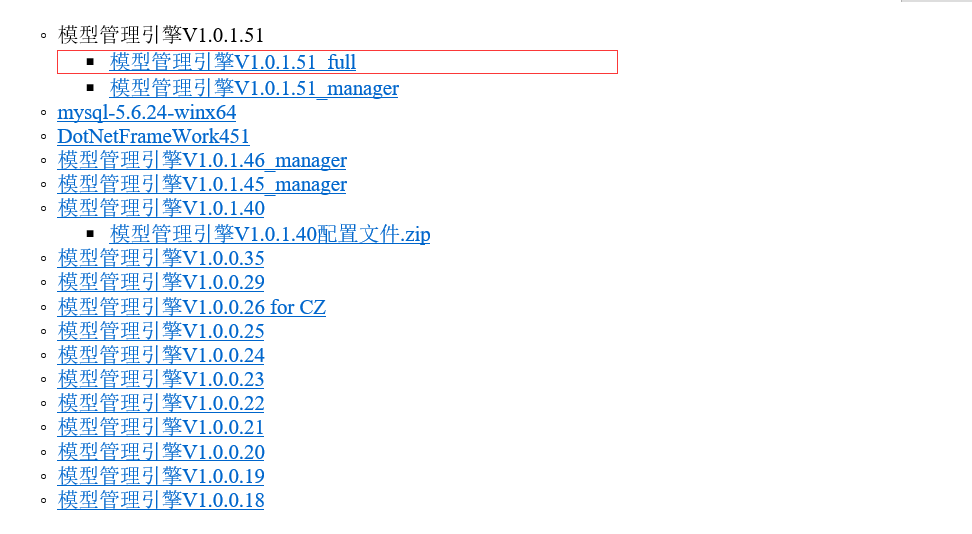 模型管理引擎V1.0.1.51
模型管理引擎V1.0.1.51_full
模型管理引擎V1.0.1.51_manager
mysql-5.6.24-winx64
DotNetFrameWork451
模型管理引擎V1.0.1.46_manager
模型管理引擎V1.0.1.45_manager
模型管理引擎V1.0.1.40
模型管理引擎V1.0.1.40配置文件.zip
模型管理引擎V1.0.0.35
模型管理引擎V1.0.0.29
模型管理引擎V1.0.0.26 for CZ
模型管理引擎V1.0.0.25
模型管理引擎V1.0.0.24
模型管理引擎V1.0.0.23
模型管理引擎V1.0.0.22
模型管理引擎V1.0.0.21
模型管理引擎V1.0.0.20
模型管理引擎V1.0.0.19
模型管理引擎V1.0.0.18